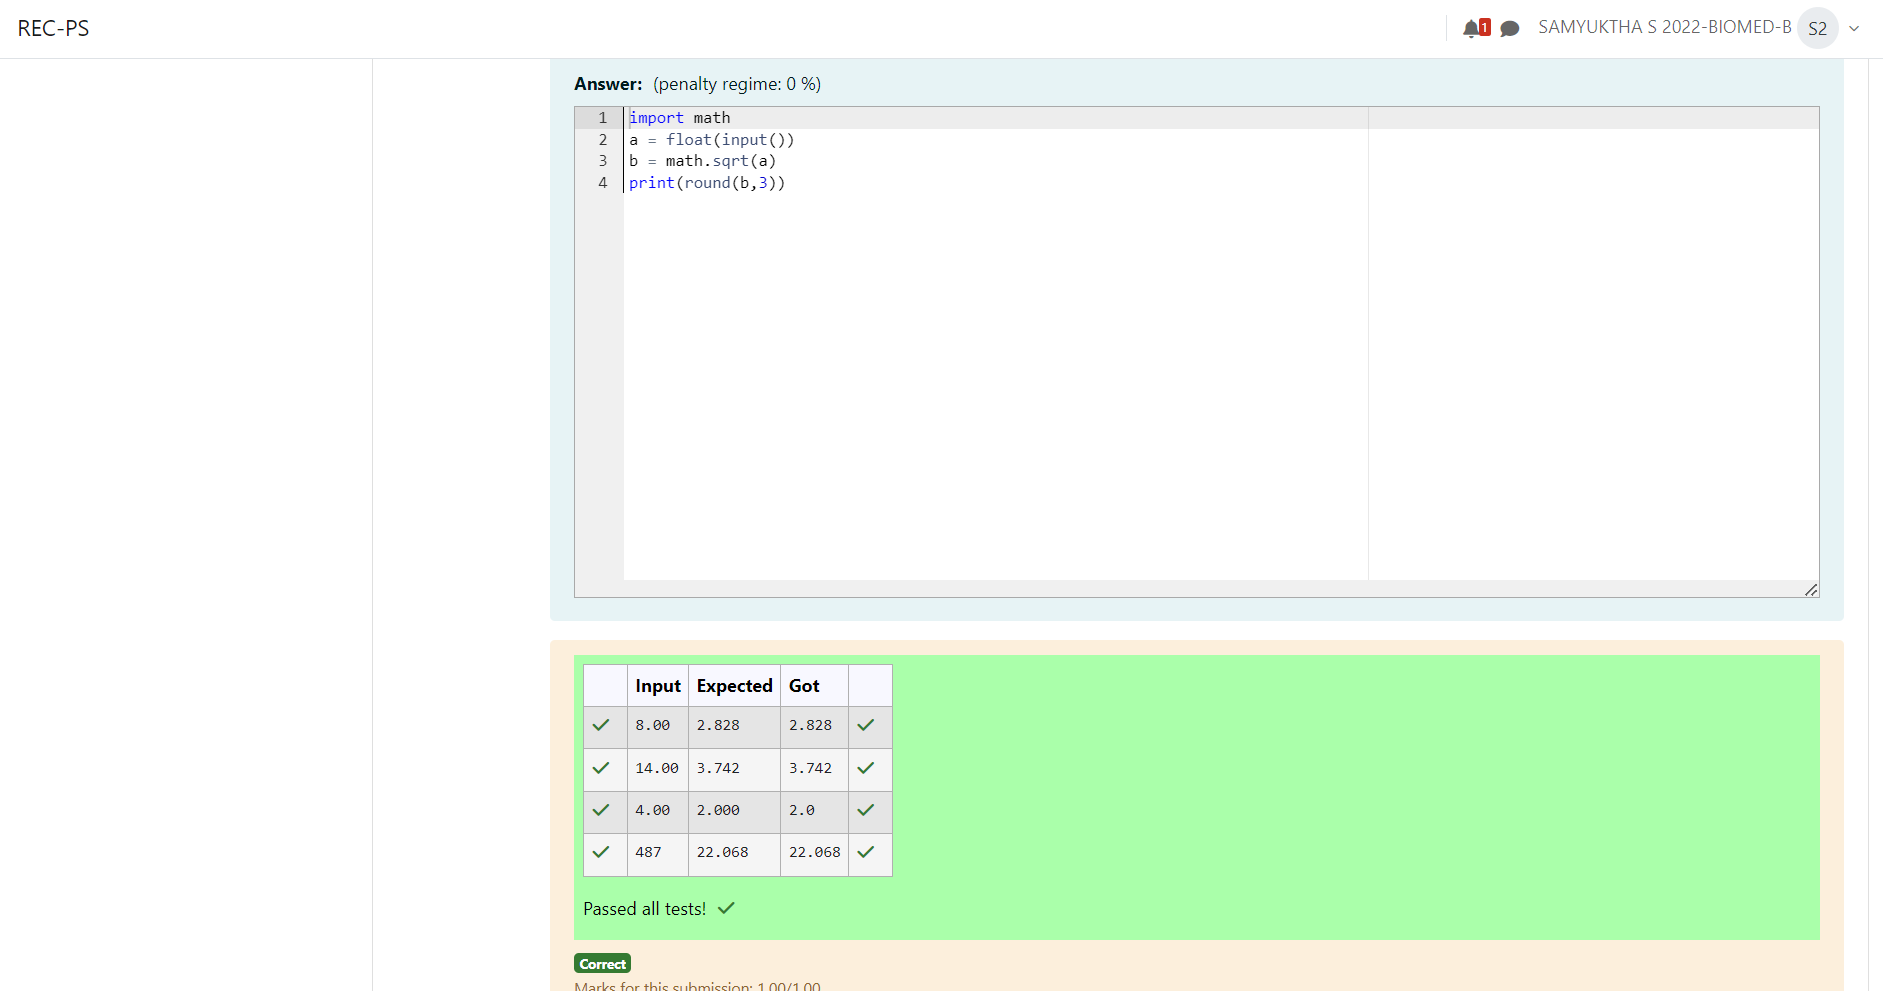 REC-PS
1
SAMYUKTHA S 2022-BIOMED-B
S2
Answer: (penalty regime: 0 %)
1 import math
2 a = float(input())
3 b = math.sqrt(a)
4 print(round(b,3))
Input Expected Got
8.00 2.828 2.828
14.00 3.742 3.742
4.00 2.000 2.0
487 22.068 22.068
Passed all tests!
Correct
Marks for this submission: 1.00/1.00